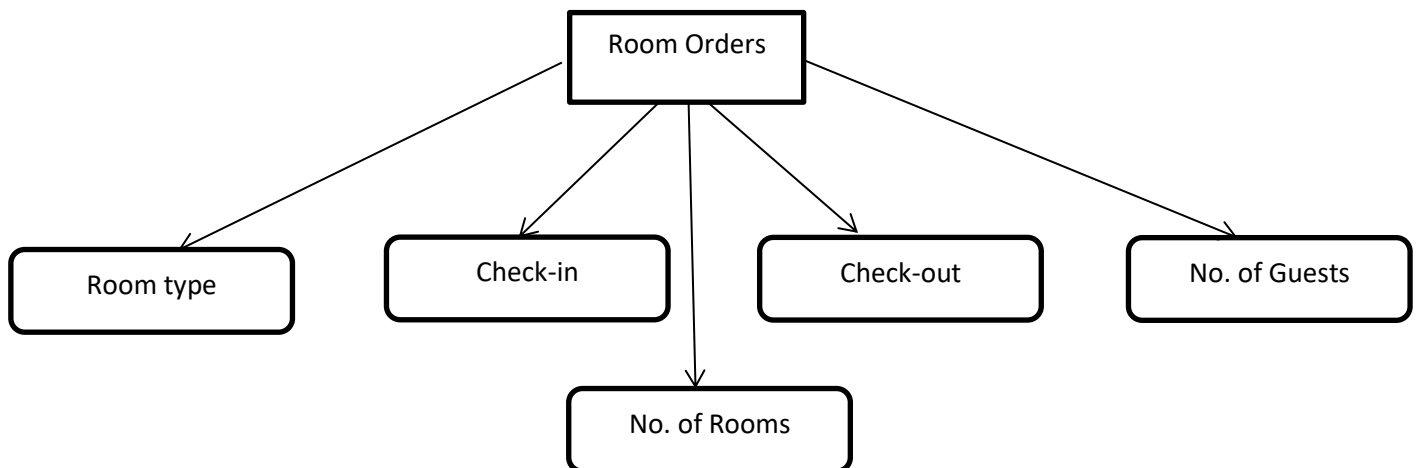 Room Orders
Room type
Check-in
Check-out
No. of Guests
No. of Rooms